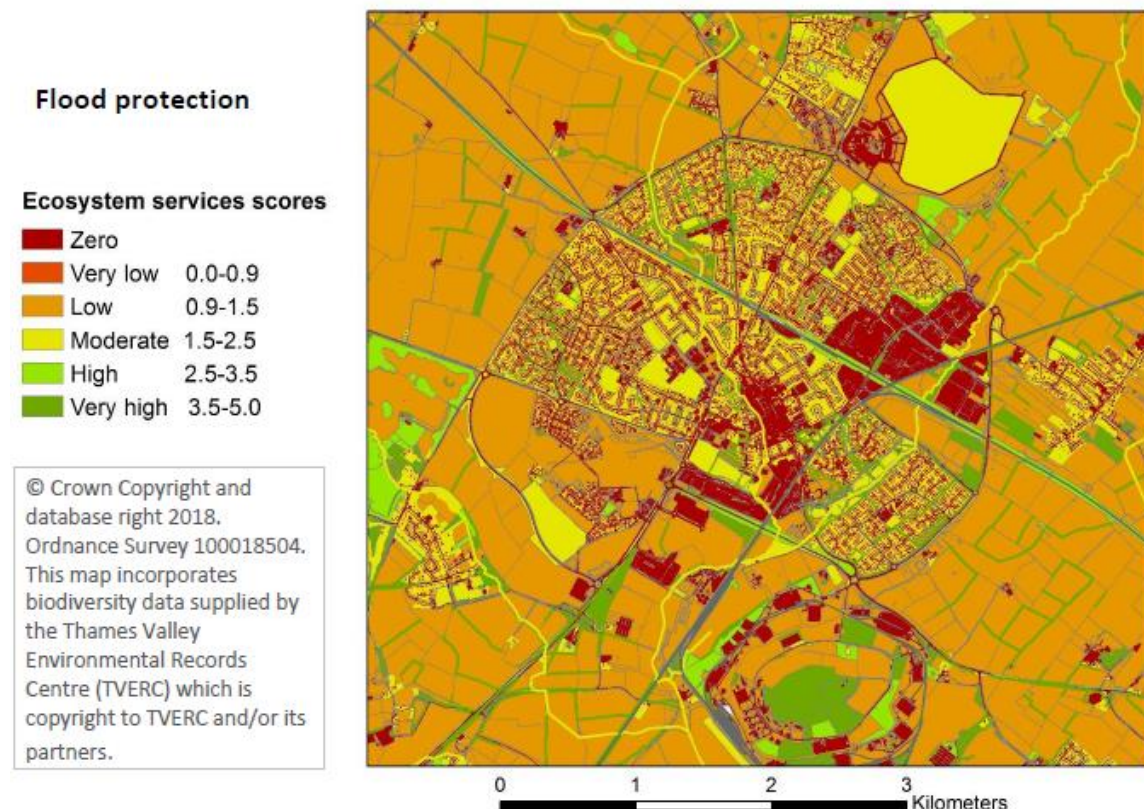 Flood protection
Ecosystem services scores
Zero
Very low 0.0-0.9
Low 0.9-1.5
Moderate 1.5-2.5
High 2.5-3.5
Very high 3.5-5.0
© Crown Copyright and
database right 2018.
Ordnance Survey 100018504.
This map incorporates
biodiversity data supplied by
the Thames Valley
Environmental Records
Centre (TVERC) which is
copyright to TVERC and/or its
partners.
0 1 2 3
Kilometers